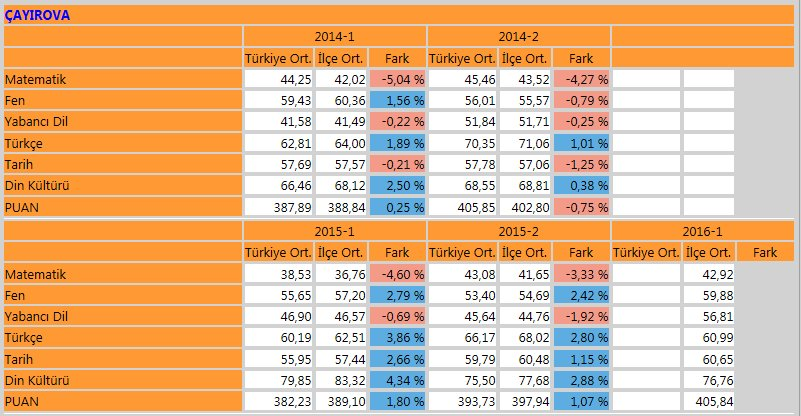 ÇAYIROVA
2014-1 2014-2
Türkiye Ort. İlçe Ort. Fark Türkiye Ort. İlçe Ort. Fark
Matematik 44,25 42,02 -5,04 % 45,46 43,52 -4,27 %
Fen 59,43 60,36 1,56 % 56,01 55,57 -0,79 %
Yabancı Dil 41,58 41,49 -0,22 % 51,84 51,71 -0,25 %
Türkçe 62,81 64,00 1,89 % 70,35 71,06 1,01 %
Tarih 57,69 57,57 -0,21 % 57,78 57,06 -1,25 %
Din Kültürü 66,46 68,12 2,50 % 68,55 68,81 0,38 %
PUAN 387,89 388,84 0,25 % 405,85 402,80 -0,75 %
2015-1 2015-2 2016-1
Türkiye Ort. İlçe Ort. Fark Türkiye Ort. İlçe Ort. Fark Türkiye Ort. İlçe Ort. Fark
Matematik 38,53 36,76 -4,60 % 43,08 41,65 -3,33 % 42,92
Fen 55,65 57,20 2,79 % 53,40 54,69 2,42 % 59,88
Yabancı Dil 46,90 46,57 -0,69 % 45,64 44,76 -1,92 % 56,81
Türkçe 60,19 62,51 3,86 % 66,17 68,02 2,80 % 60,99
Tarih 55,95 57,44 2,66 % 59,79 60,48 1,15 % 60,65
Din Kültürü 79,85 83,32 4,34 % 75,50 77,68 2,88 % 76,76
PUAN 382,23 389,10 1,80 % 393,73 397,94 1,07 % 405,84